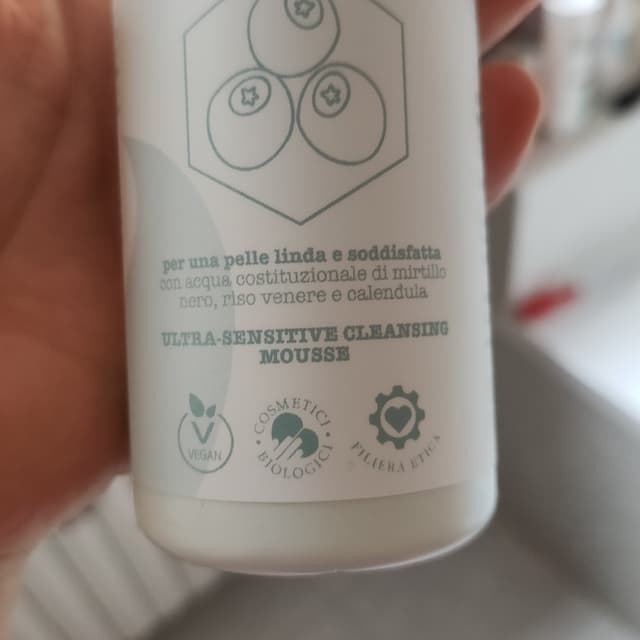 per una pelle linda e soddisfatta
con acqua costituzionale di mirtillo
nero, riso venere e calendula
ULTRA-SENSITIVE CLEANSING
MOUSSE
VEGAN
COSMETICI
BIOLOGICI
FILIERA ETICA